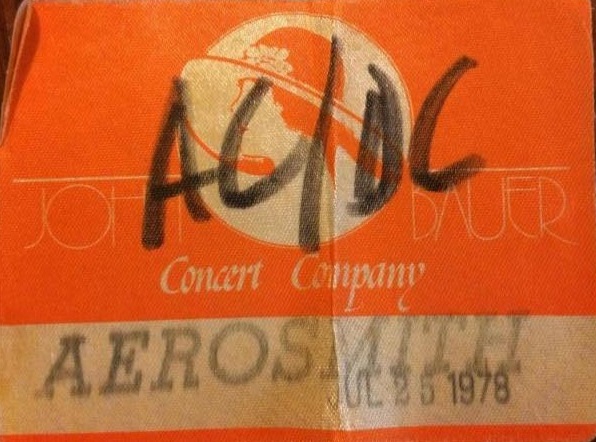 AC/DC
JOHN BAUER
Concert Company
AEROSMITH
JUL 25 1978